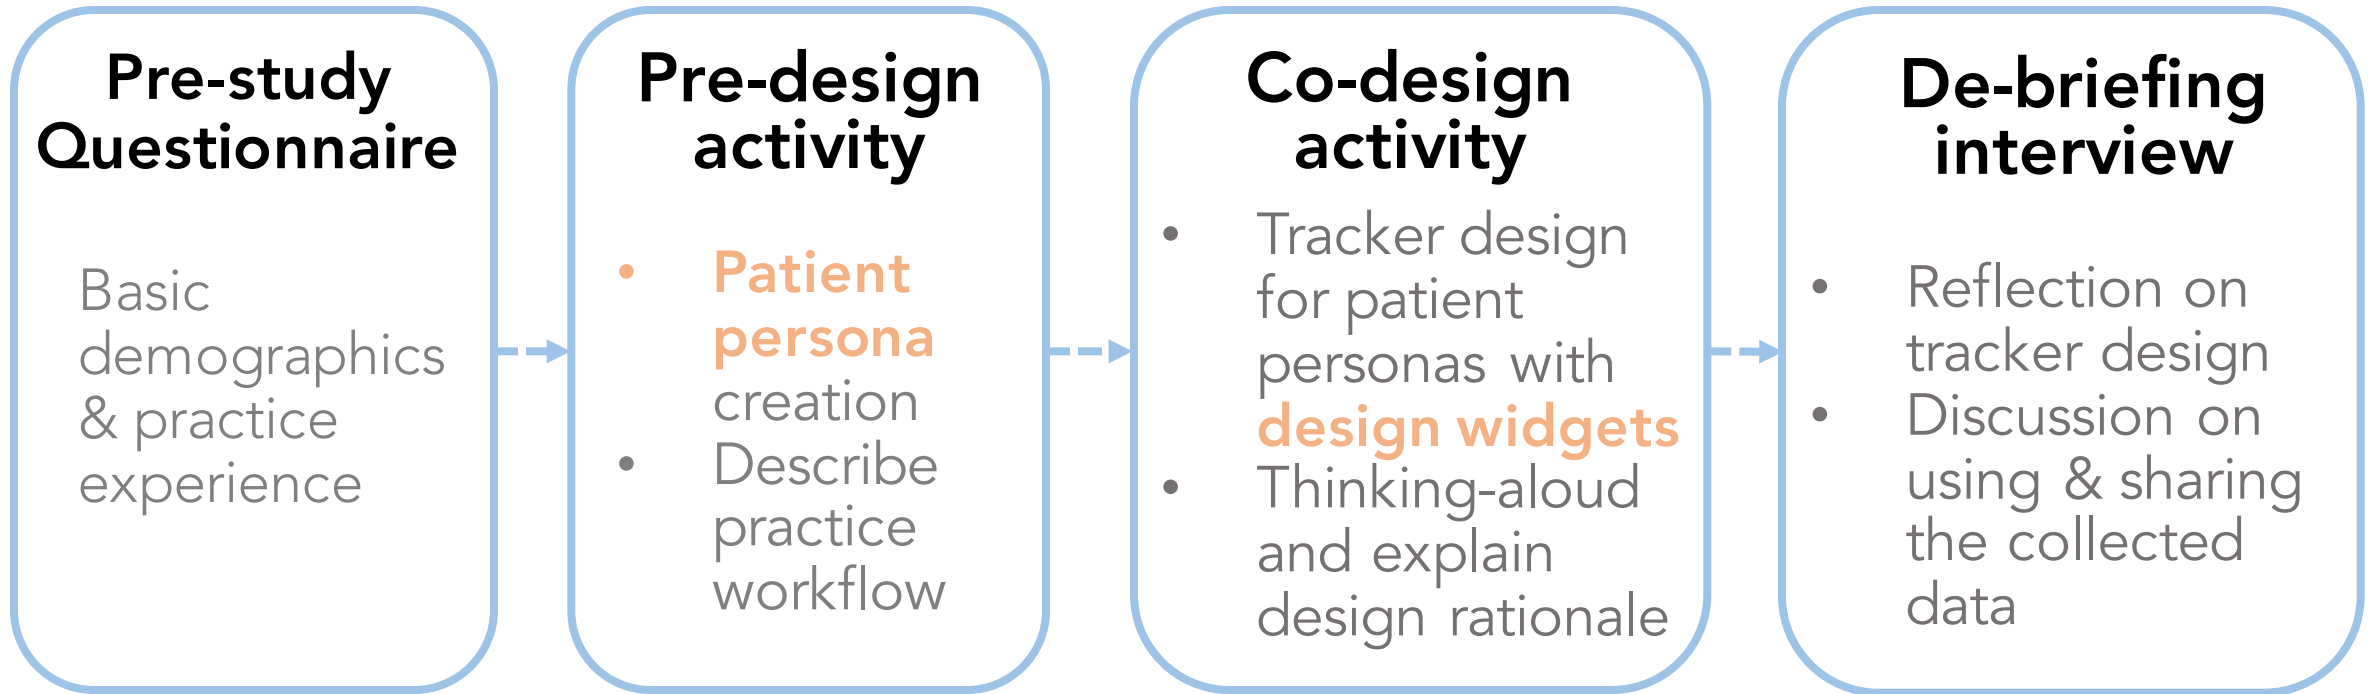 Pre-study
Questionnaire
Basic
demographics
& practice
experience
Pre-design
activity
• Patient
persona
creation
• Describe
practice
workflow
Co-design
activity
• Tracker design
for patient
personas with
design widgets
• Thinking-aloud
and explain
design rationale
De-briefing
interview
• Reflection on
tracker design
• Discussion on
using & sharing
the collected
data